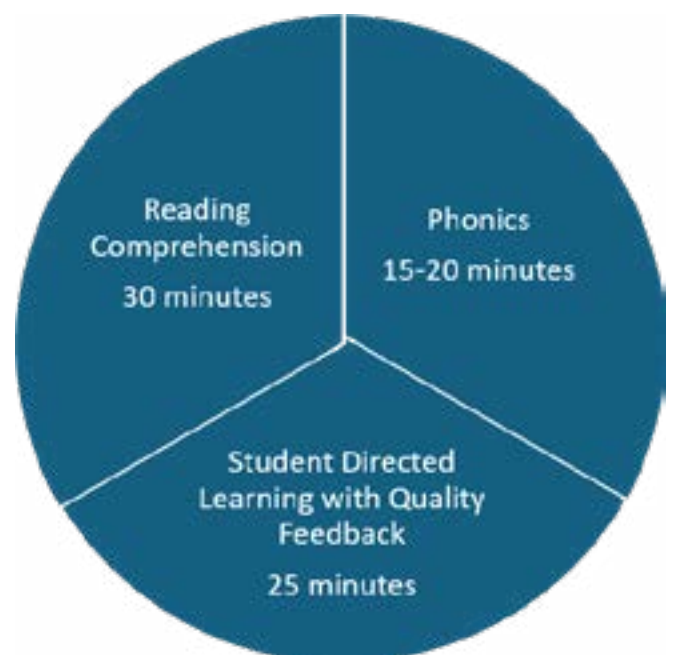 Reading
Comprehension
30 minutes
Phonics
15-20 minutes
Student Directed
Learning with Quality
Feedback
25 minutes